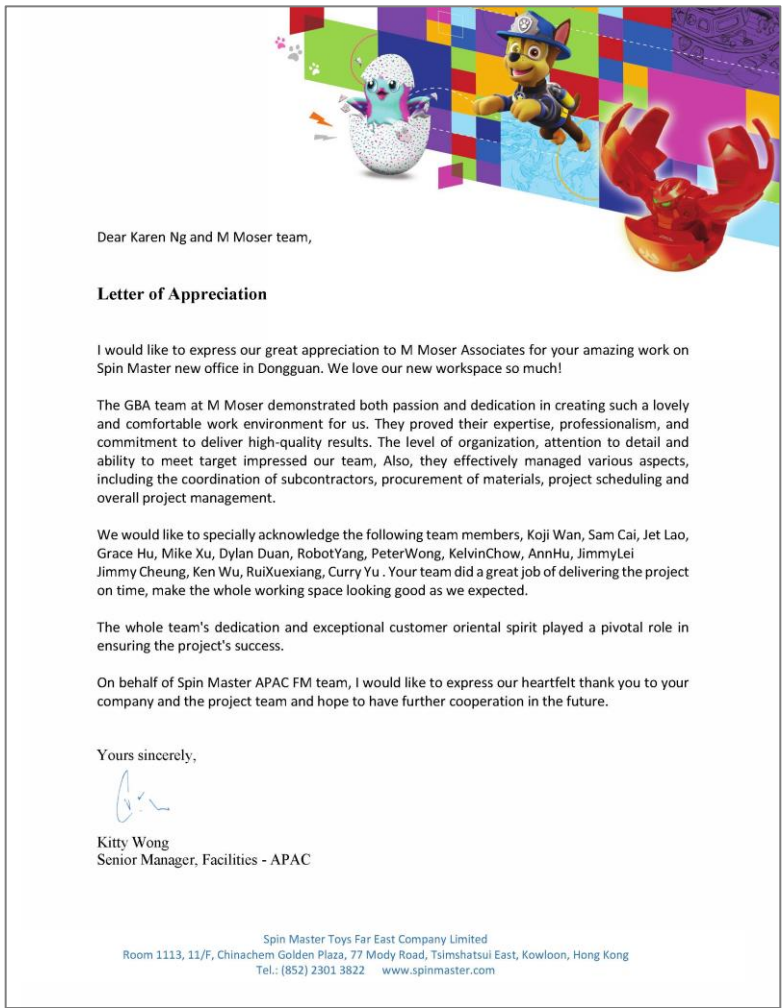 Dear Karen Ng and M Moser team,
Letter of Appreciation
I would like to express our great appreciation to M Moser Associates for your amazing work on
Spin Master new office in Dongguan. We love our new workspace so much!
The GBA team at M Moser demonstrated both passion and dedication in creating such a lovely
and comfortable work environment for us. They proved their expertise, professionalism, and
commitment to deliver high-quality results. The level of organization, attention to detail and
ability to meet target impressed our team, Also, they effectively managed various aspects,
including the coordination of subcontractors, procurement of materials, project scheduling and
overall project management.
We would like to specially acknowledge the following team members, Koji Wan, Sam Cai, Jet Lao,
Grace Hu, Mike Xu, Dylan Duan, RobotYang, PeterWong, KelvinChow, AnnHu, JimmyLei
Jimmy Cheung, Ken Wu, RuiXuexiang, Curry Yu . Your team did a great job of delivering the project
on time, make the whole working space looking good as we expected.
The whole team's dedication and exceptional customer oriental spirit played a pivotal role in
ensuring the project's success.
On behalf of Spin Master APAC FM team, I would like to express our heartfelt thank you to your
company and the project team and hope to have further cooperation in the future.
Yours sincerely,
Kitty Wong
Senior Manager, Facilities - APAC
Spin Master Toys Far East Company Limited
Room 1113, 11/F, Chinachem Golden Plaza, 77 Mody Road, Tsimshatsui East, Kowloon, Hong Kong
Tel.: (852) 2301 3822 www.spinmaster.com